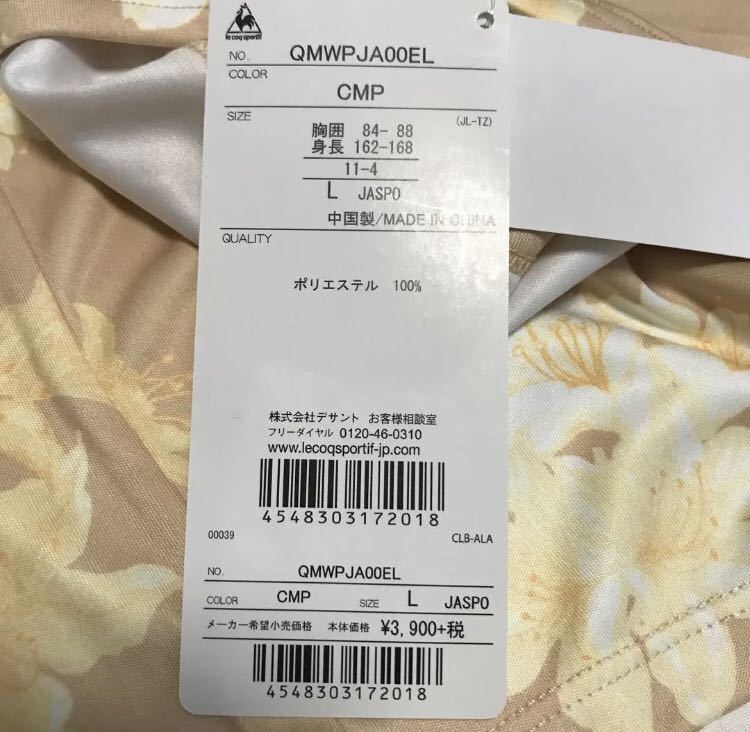 le coq sportif
NO. QMWPJA00EL
COLOR
CMP
SIZE
(JL-TZ)
胸囲 84- 88
身長 162-168
11-4
L JASPO
中国製/MADE IN CHINA
QUALITY
ポリエステル 100%
株式会社デサント お客様相談室
フリーダイヤル 0120-46-0310
www.lecoqsportif-jp.com
4548303172018
00039 CLB-ALA
NO. QMWPJA00EL
COLOR CMP SIZE L JASPO
メーカー希望小売価格 本体価格 ¥3,900+税
4548303172018